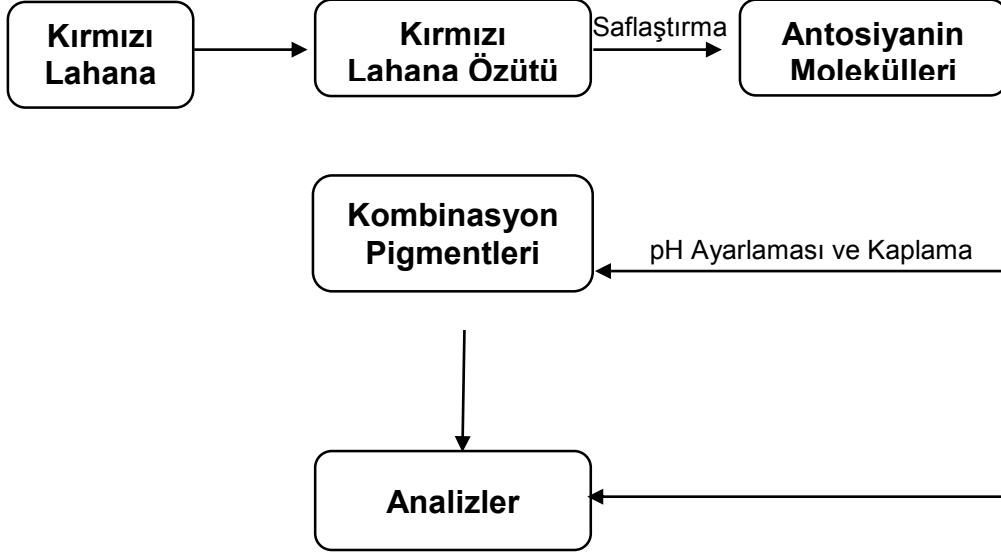 Kırmızı
Lahana
Kırmızı
Lahana Özütü
Saflaştırma
Antosiyanin
Molekülleri
Kombinasyon
Pigmentleri
pH Ayarlaması ve Kaplama
Analizler